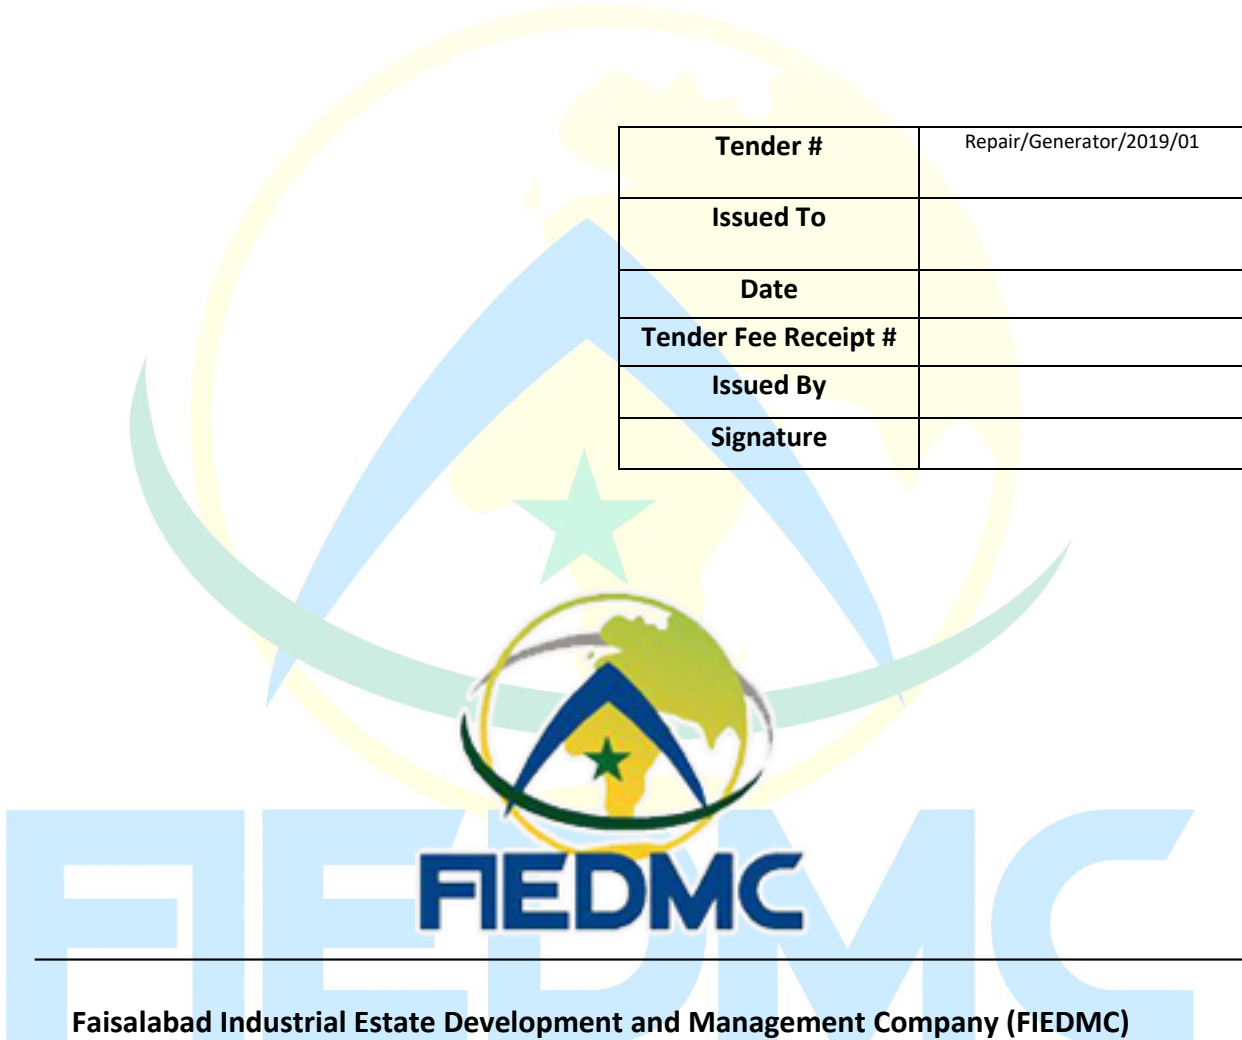 Tender # Repair/Generator/2019/01
Issued To
Date
Tender Fee Receipt #
Issued By
Signature
FIEDMC
FIEDMC
Faisalabad Industrial Estate Development and Management Company (FIEDMC)